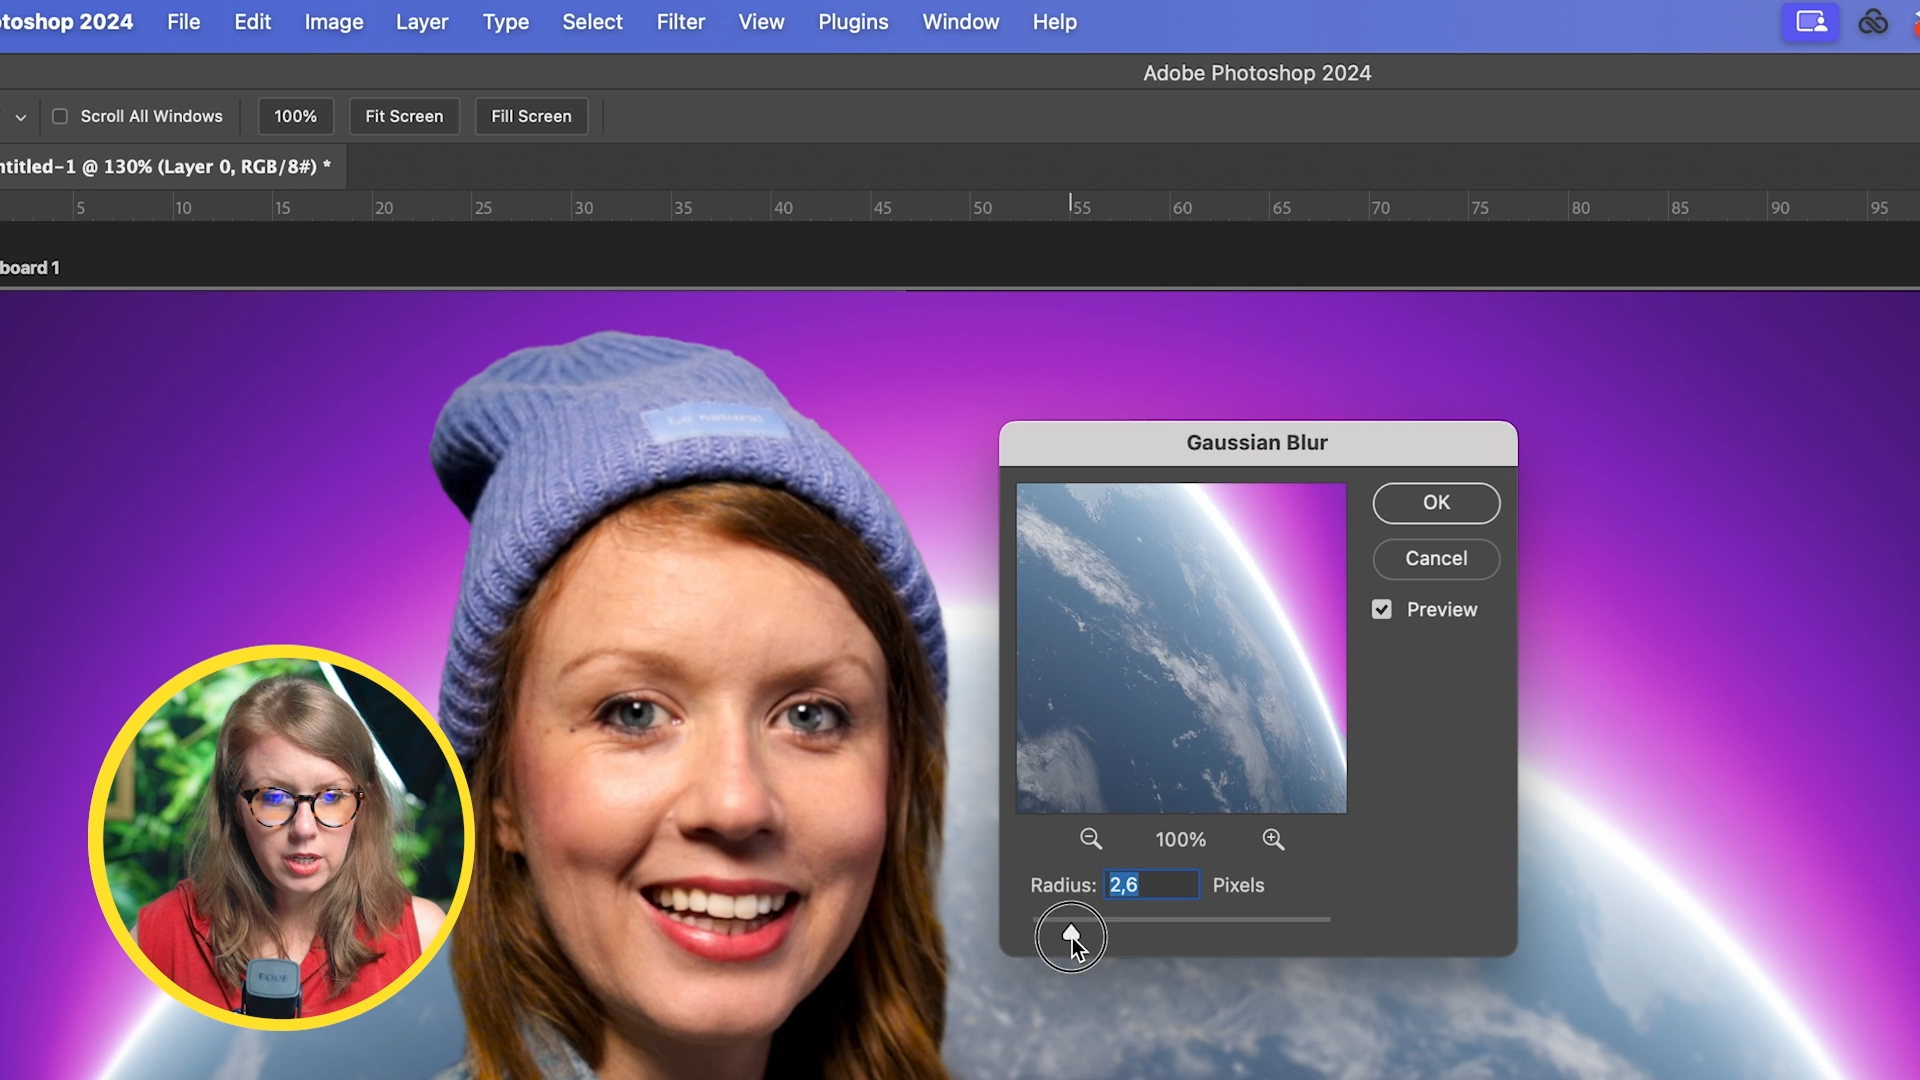 toshop 2024 File Edit Image Layer Type Select Filter View Plugins Window Help
Adobe Photoshop 2024
Scroll All Windows 100% Fit Screen Fill Screen
ntitled-1 @ 130% (Layer 0, RGB/8#) *
5 10 15 20 25 30 35 40 45 50 55 60 65 70 75 80 85 90 95
board 1
Gaussian Blur
OK
Cancel
Preview
100%
Radius: 2,6 Pixels